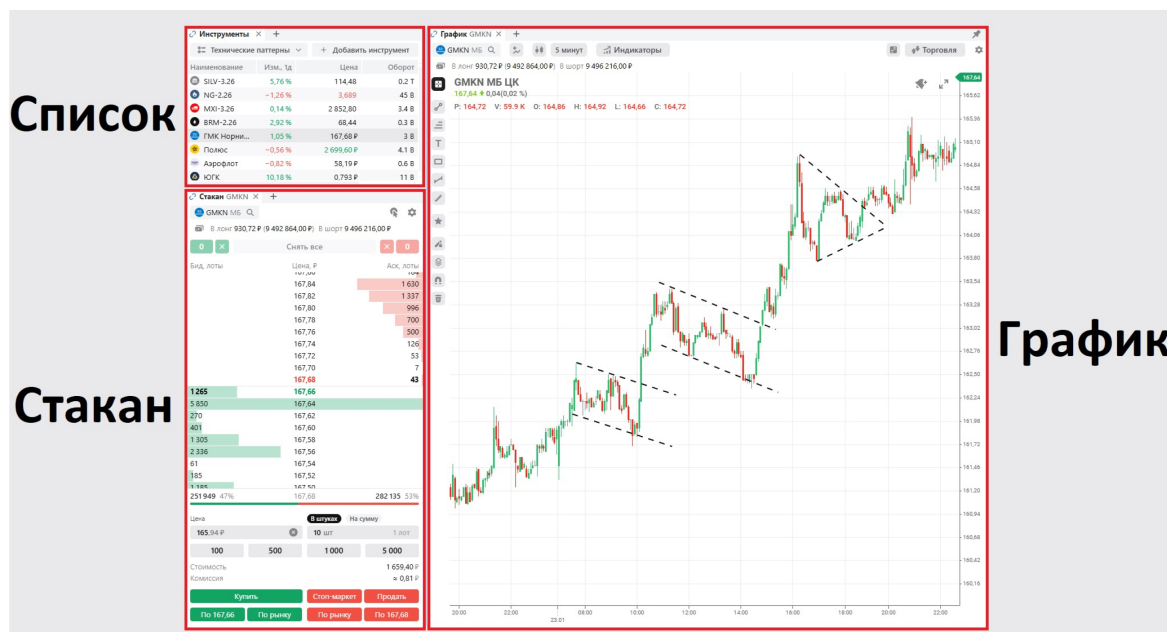 Инструменты × +
Технические паттерны
+ Добавить инструмент
Наименование Изм., 1д Цена Оборот
SILV-3.26 5,76 % 114,48 0.2 T
NG-2.26 −1,26 % 3,689 45 B
MXI-3.26 0,14 % 2 852,80 3.4 B
BRM-2.26 2,92 % 68,44 0.3 B
ГМК Норни... 1,05 % 167,68 ₽ 3 B
Полюс −0,56 % 2 699,60 ₽ 4.1 B
Аэрофлот −0,82 % 58,19 ₽ 0.6 B
ЮГК 10,18 % 0.793 ₽ 11 B
Список
Стакан GMKN × +
GMKN МБ
В лонг 930,72 ₽ (9 492 864,00 ₽) В шорт 9 496 216,00 ₽
0 × Снять все × 0
Бид, лоты Цена, ₽ Аск, лоты
167,84 1 630
167,82 1 337
167,80 996
167,78 700
167,76 500
167,74 126
167,72 53
167,70 7
167,68 43
1 265 167,66
5 850 167,64
270 167,62
401 167,60
1 305 167,58
2 336 167,56
61 167,54
185 167,52
1 185 167,50
251 949 47% 167,68 282 135 53%
Стакан
Цена В штуках На сумму
165,94 ₽ 10 шт 1 лот
100 500 1 000 5 000
Стоимость 1 659,40 ₽
Комиссия ≈ 0,81 ₽
Купить Стоп-маркет Продать
По 167,66 По рынку По рынку По 167,68
График GMKN × +
GMKN МБ 5 минут Индикаторы Торговля
В лонг 930,72 ₽ (9 492 864,00 ₽) В шорт 9 496 216,00 ₽
GMKN МБ ЦК
167,64 0,04(0,02 %)
P: 164,72 V: 59.9 K O: 164,86 H: 164,92 L: 164,66 C: 164,72
T
167,64
165,62
165,36
165,10
164,84
164,58
164,32
164,06
163,80
163,54
163,28
163,02
162,76
162,50
162,24
161,98
161,72
161,46
161,20
160,94
160,68
160,42
160,16
20:00 22:00 08:00 10:00 12:00 14:00 16:00 18:00 20:00 22:00
23.01
График